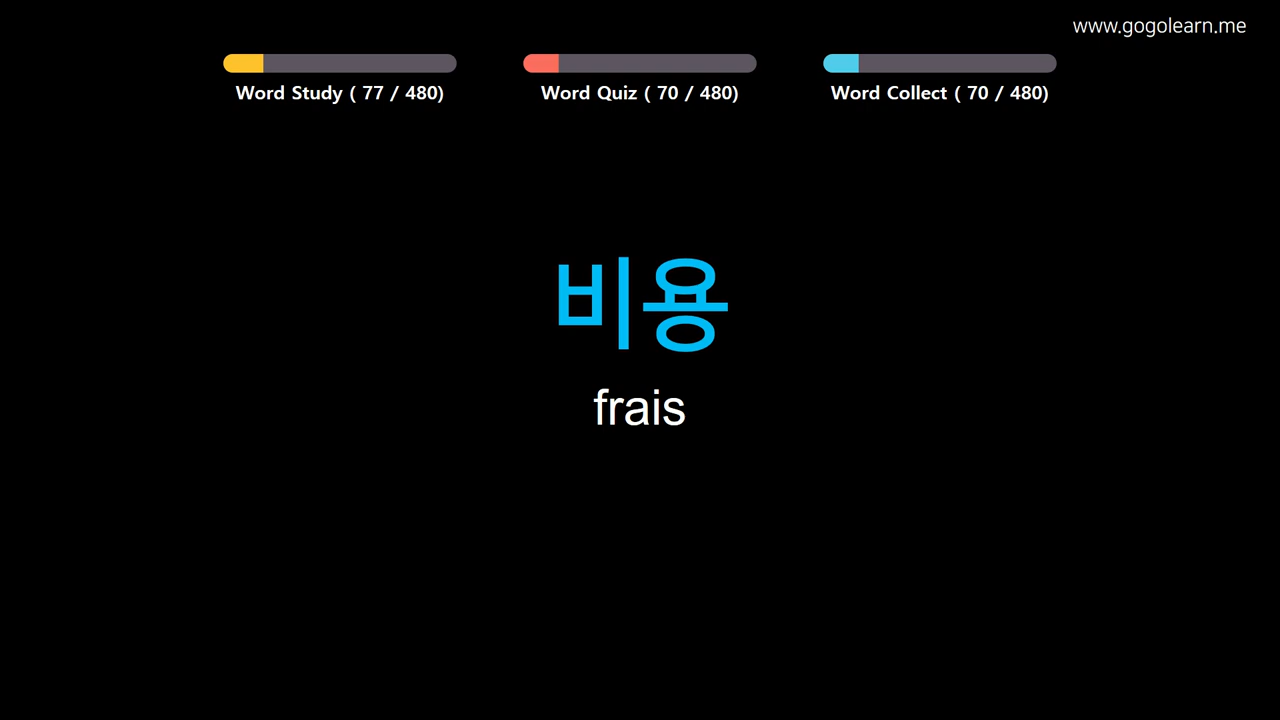 www.gogolearn.me
Word Study ( 77 / 480)
Word Quiz ( 70 / 480)
Word Collect ( 70 / 480)
비용
frais